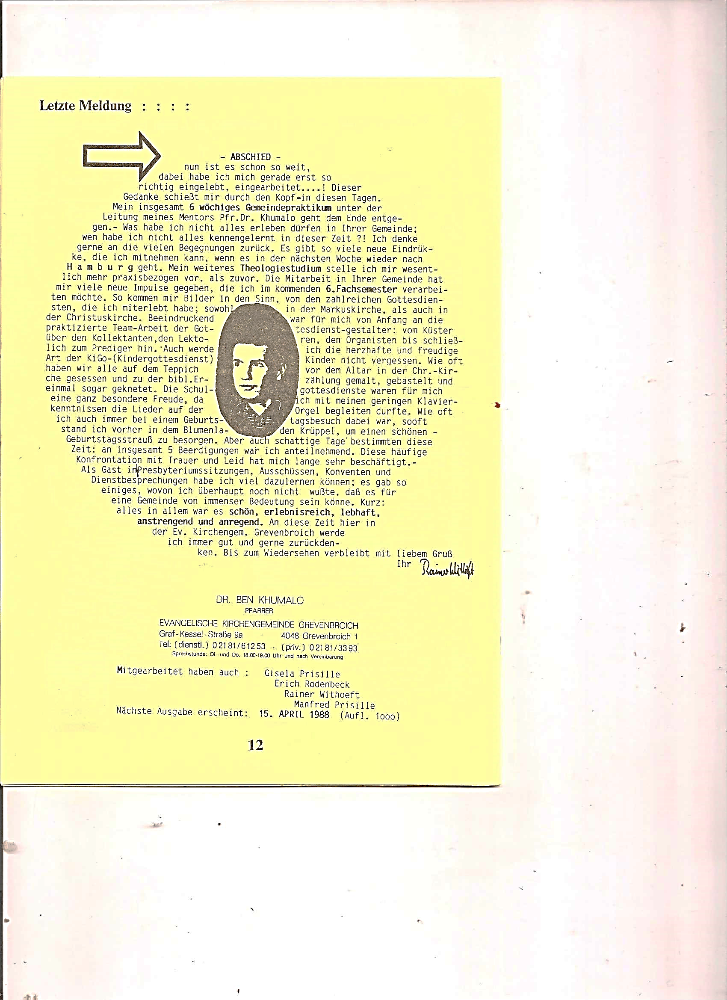 Letzte Meldung : : : :
- ABSCHIED -
nun ist es schon so weit,
dabei habe ich mich gerade erst so
richtig eingelebt, eingearbeitet....! Dieser
Gedanke schießt mir durch den Kopf-in diesen Tagen.
Mein insgesamt 6 wöchiges Gemeindepraktikum unter der
Leitung meines Mentors Pfr.Dr. Khumalo geht dem Ende entge-
gen.- Was habe ich nicht alles erleben dürfen in Ihrer Gemeinde;
wen habe ich nicht alles kennengelernt in dieser Zeit ?! Ich denke
gerne an die vielen Begegnungen zurück. Es gibt so viele neue Eindrük-
ke, die ich mitnehmen kann, wenn es in der nächsten Woche wieder nach
H a m b u r g geht. Mein weiteres Theologiestudium stelle ich mir wesent-
lich mehr praxisbezogen vor, als zuvor. Die Mitarbeit in Ihrer Gemeinde hat
mir viele neue Impulse gegeben, die ich im kommenden 6.Fachsemester verarbei-
ten möchte. So kommen mir Bilder in den Sinn, von den zahlreichen Gottesdien-
sten, die ich miterlebt habe; sowohl in der Markuskirche, als auch in
der Christuskirche. Beeindruckend war für mich von Anfang an die
praktizierte Team-Arbeit der Got- tesdienst-gestalter: vom Küster
über den Kollektanten,den Lekto- ren, den Organisten bis schließ-
lich zum Prediger hin. Auch werde ich die herzhafte und freudige
Art der KiGo-(Kindergottesdienst) Kinder nicht vergessen. Wie oft
haben wir alle auf dem Teppich vor dem Altar in der Chr.-Kir-
che gesessen und zu der bibl.Er- zählung gemalt, gebastelt und
einmal sogar geknetet. Die Schul- gottesdienste waren für mich
eine ganz besondere Freude, da ich mit meinen geringen Klavier-
kenntnissen die Lieder auf der Orgel begleiten durfte. Wie oft
ich auch immer bei einem Geburts- tagsbesuch dabei war, sooft
stand ich vorher in dem Blumenla- den Krüppel, um einen schönen -
Geburtstagsstrauß zu besorgen. Aber auch schattige Tage bestimmten diese
Zeit: an insgesamt 5 Beerdigungen war ich anteilnehmend. Diese häufige
Konfrontation mit Trauer und Leid hat mich lange sehr beschäftigt.-
Als Gast in Presbyteriumssitzungen, Ausschüssen, Konventen und
Dienstbesprechungen habe ich viel dazulernen können; es gab so
einiges, wovon ich überhaupt noch nicht wußte, daß es für
eine Gemeinde von immenser Bedeutung sein könne. Kurz:
alles in allem war es schön, erlebnisreich, lebhaft,
anstrengend und anregend. An diese Zeit hier in
der Ev. Kirchengem. Grevenbroich werde
ich immer gut und gerne zurückden-
ken. Bis zum Wiedersehen verbleibt mit liebem Gruß
Ihr Rainer Withöft
DR. BEN KHUMALO
PFARRER
EVANGELISCHE KIRCHENGEMEINDE GREVENBROICH
Graf-Kessel-Straße 9a · 4048 Grevenbroich 1
Tel: (dienstl.) 02181/61253 · (priv.) 02181/3393
Sprechstunde: Di. und Do. 18.00-19.00 Uhr und nach Vereinbarung
Mitgearbeitet haben auch : Gisela Prisille
Erich Rodenbeck
Rainer Withoeft
Manfred Prisille
Nächste Ausgabe erscheint: 15. APRIL 1988 (Aufl. 1ooo)
12